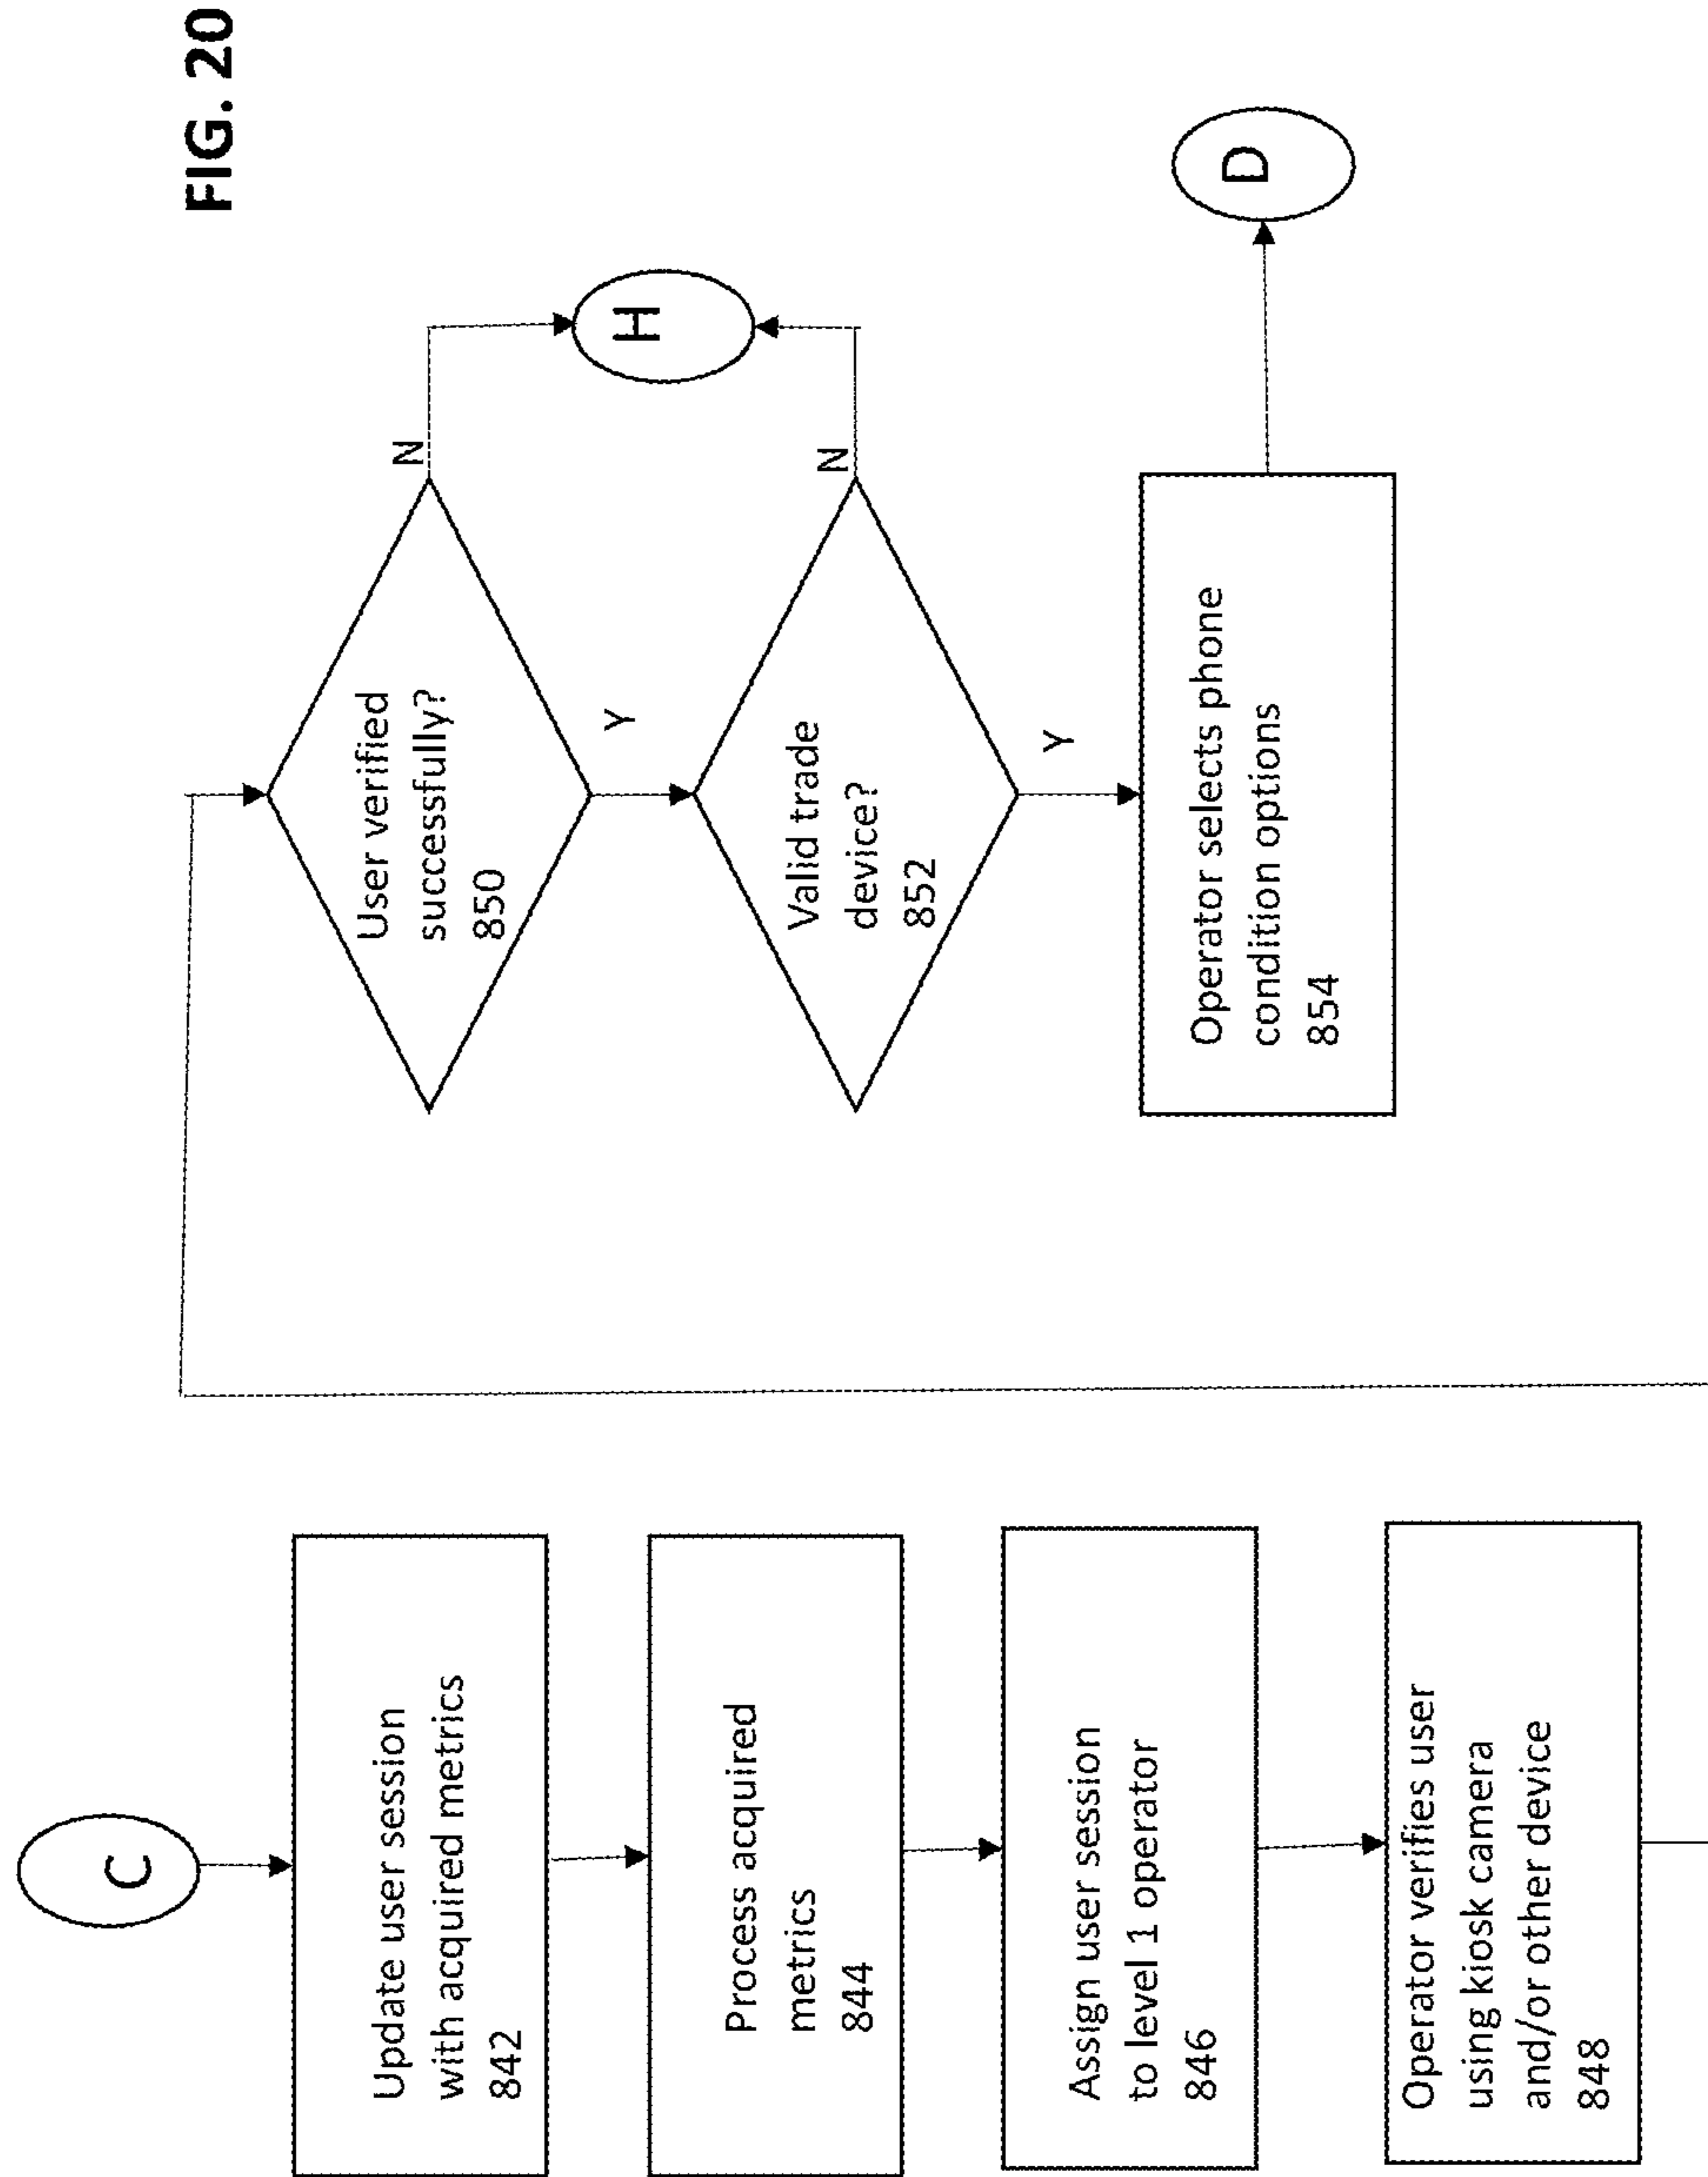 FIG. 20
C
Update user session
with acquired metrics
842
Process acquired
metrics
844
Assign user session
to level 1 operator
846
Operator verifies user
using kiosk camera
and/or other device
848
User verified
successfully?
850
N
Y
H
Valid trade
device?
852
N
Y
Operator selects phone
condition options
854
D